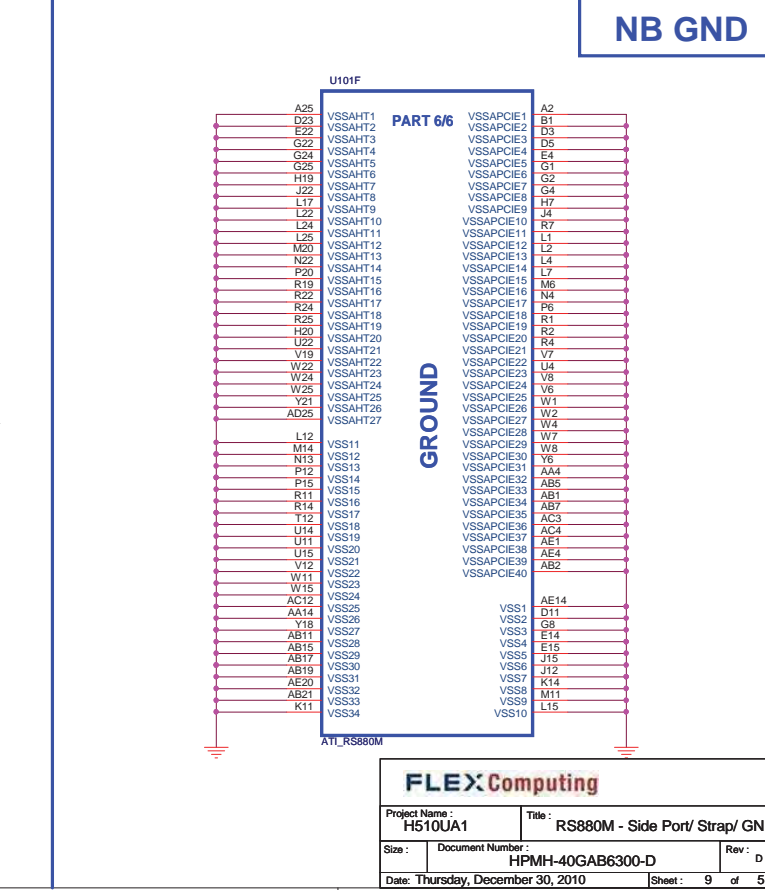 NB GND
U101F
PART 6/6
GROUND
A25 VSSAHT1
D23 VSSAHT2
E22 VSSAHT3
G22 VSSAHT4
G24 VSSAHT5
G25 VSSAHT6
H19 VSSAHT7
J22 VSSAHT8
L17 VSSAHT9
L22 VSSAHT10
L24 VSSAHT11
L25 VSSAHT12
M20 VSSAHT13
N22 VSSAHT14
P20 VSSAHT15
R19 VSSAHT16
R22 VSSAHT17
R24 VSSAHT18
R25 VSSAHT19
H20 VSSAHT20
U22 VSSAHT21
V19 VSSAHT22
W22 VSSAHT23
W24 VSSAHT24
W25 VSSAHT25
Y21 VSSAHT26
AD25 VSSAHT27
L12 VSS11
M14 VSS12
N13 VSS13
P12 VSS14
P15 VSS15
R11 VSS16
R14 VSS17
T12 VSS18
U14 VSS19
U11 VSS20
U15 VSS21
V12 VSS22
W11 VSS23
W15 VSS24
AC12 VSS25
AA14 VSS26
Y18 VSS27
AB11 VSS28
AB15 VSS29
AB17 VSS30
AB19 VSS31
AE20 VSS32
AB21 VSS33
K11 VSS34
VSSAPCIE1 A2
VSSAPCIE2 B1
VSSAPCIE3 D3
VSSAPCIE4 D5
VSSAPCIE5 E4
VSSAPCIE6 G1
VSSAPCIE7 G2
VSSAPCIE8 G4
VSSAPCIE9 H7
VSSAPCIE10 J4
VSSAPCIE11 R7
VSSAPCIE12 L1
VSSAPCIE13 L2
VSSAPCIE14 L4
VSSAPCIE15 L7
VSSAPCIE16 M6
VSSAPCIE17 N4
VSSAPCIE18 P6
VSSAPCIE19 R1
VSSAPCIE20 R2
VSSAPCIE21 R4
VSSAPCIE22 V7
VSSAPCIE23 U4
VSSAPCIE24 V8
VSSAPCIE25 V6
VSSAPCIE26 W1
VSSAPCIE27 W2
VSSAPCIE28 W4
VSSAPCIE29 W7
VSSAPCIE30 W8
VSSAPCIE31 Y6
VSSAPCIE32 AA4
VSSAPCIE33 AB5
VSSAPCIE34 AB1
VSSAPCIE35 AB7
VSSAPCIE36 AC3
VSSAPCIE37 AC4
VSSAPCIE38 AE1
VSSAPCIE39 AE4
VSSAPCIE40 AB2
VSS1 AE14
VSS2 D11
VSS3 G8
VSS4 E14
VSS5 E15
VSS6 J15
VSS7 J12
VSS8 K14
VSS9 M11
VSS10 L15
ATI_RS880M
FLEX Computing
Project Name : Title :
H510UA1 RS880M - Side Port/ Strap/ GN
Size : Document Number : Rev :
HPMH-40GAB6300-D D
Date: Thursday, December 30, 2010 Sheet : 9 of 5